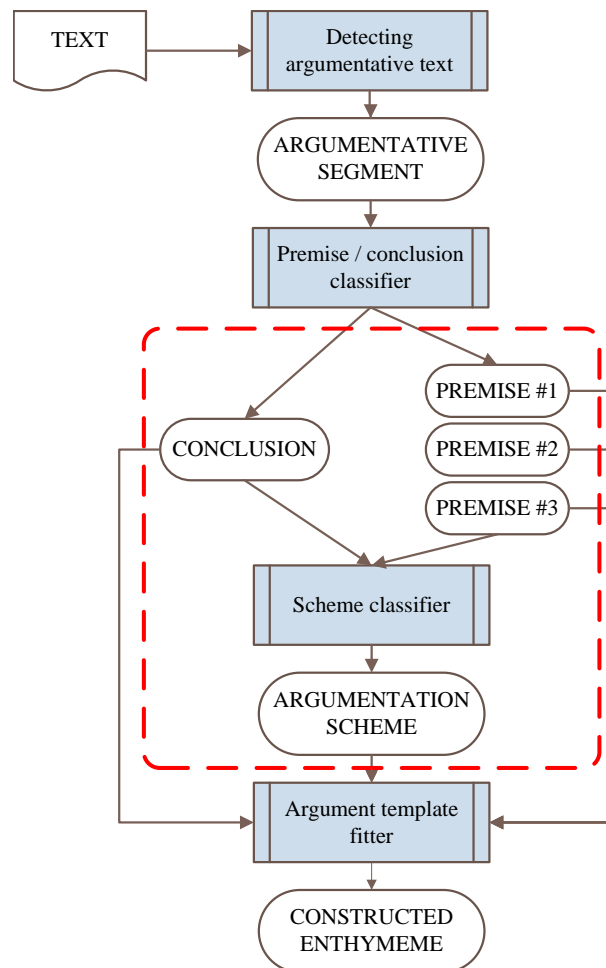 TEXT
Detecting
argumentative text
ARGUMENTATIVE
SEGMENT
Premise / conclusion
classifier
PREMISE #1
CONCLUSION
PREMISE #2
PREMISE #3
Scheme classifier
ARGUMENTATION
SCHEME
Argument template
fitter
CONSTRUCTED
ENTHYMEME